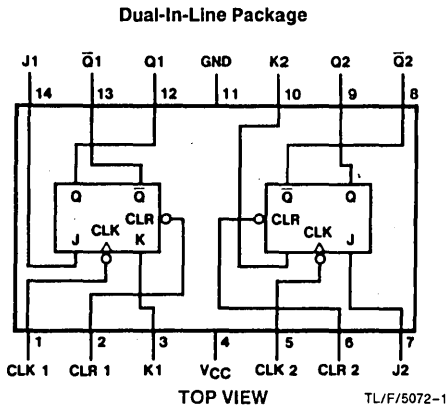 Dual-In-Line Package
J1 Q̅1 Q1 GND K2 Q2 Q̅2
14 13 12 11 10 9 8
Q Q̅ Q̅ Q
CLR CLR
CLK CLK
J K J
1 2 3 4 5 6 7
CLK 1 CLR 1 K1 VCC CLK 2 CLR 2 J2
TOP VIEW
TL/F/5072-1